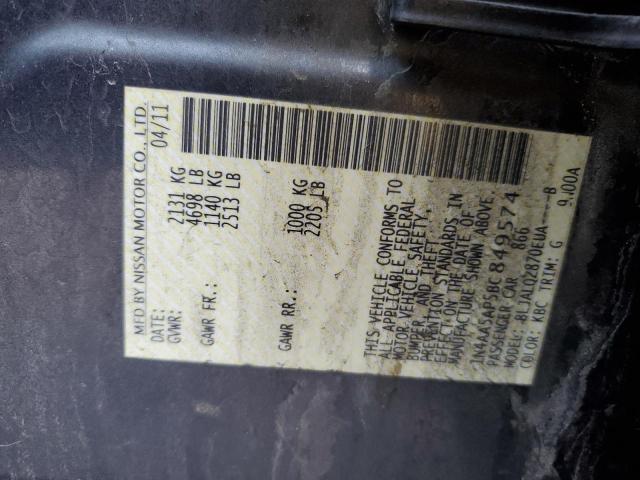 MFD BY NISSAN MOTOR CO., LTD.
DATE: 04/11
GVWR: 2131 KG
4698 LB
GAWR FR.: 1140 KG
2513 LB
GAWR RR.: 1000 KG
2205 LB
THIS VEHICLE CONFORMS TO
ALL APPLICABLE FEDERAL
MOTOR VEHICLE SAFETY,
BUMPER, AND THEFT
PREVENTION STANDARDS IN
EFFECT ON THE DATE OF
MANUFACTURE SHOWN ABOVE
1N4AA5AP5BC849574
PASSENGER CAR 866
MODEL: BLJALQ2870EUA----B
COLOR: KBC TRIM: G 9,100A